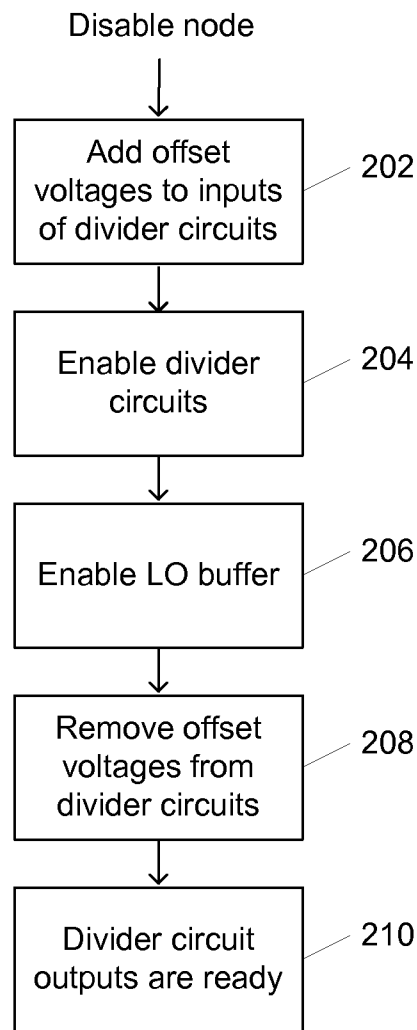 Disable node
Add offset
voltages to inputs
of divider circuits
202
Enable divider
circuits
204
Enable LO buffer
206
Remove offset
voltages from
divider circuits
208
Divider circuit
outputs are ready
210